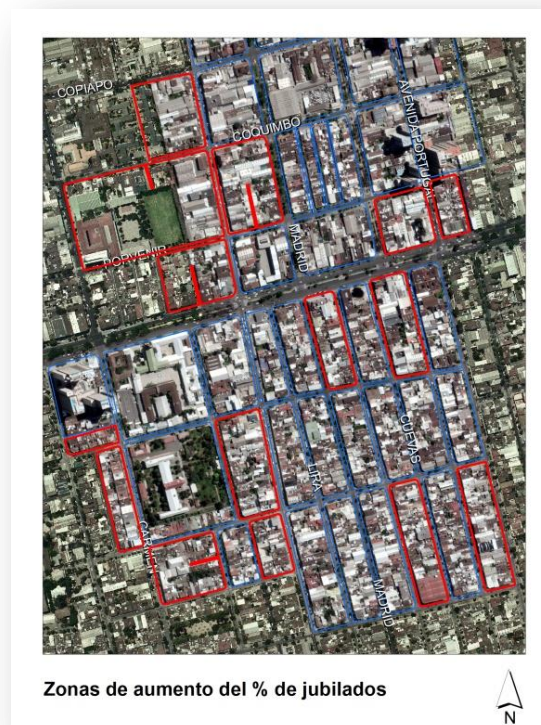 COPIAPO
COQUIMBO
AVENIDA PORTUGAL
MADRID
PORVENIR
CUEVAS
LIRA
CARMEN
MADRID
Zonas de aumento del % de jubilados
N